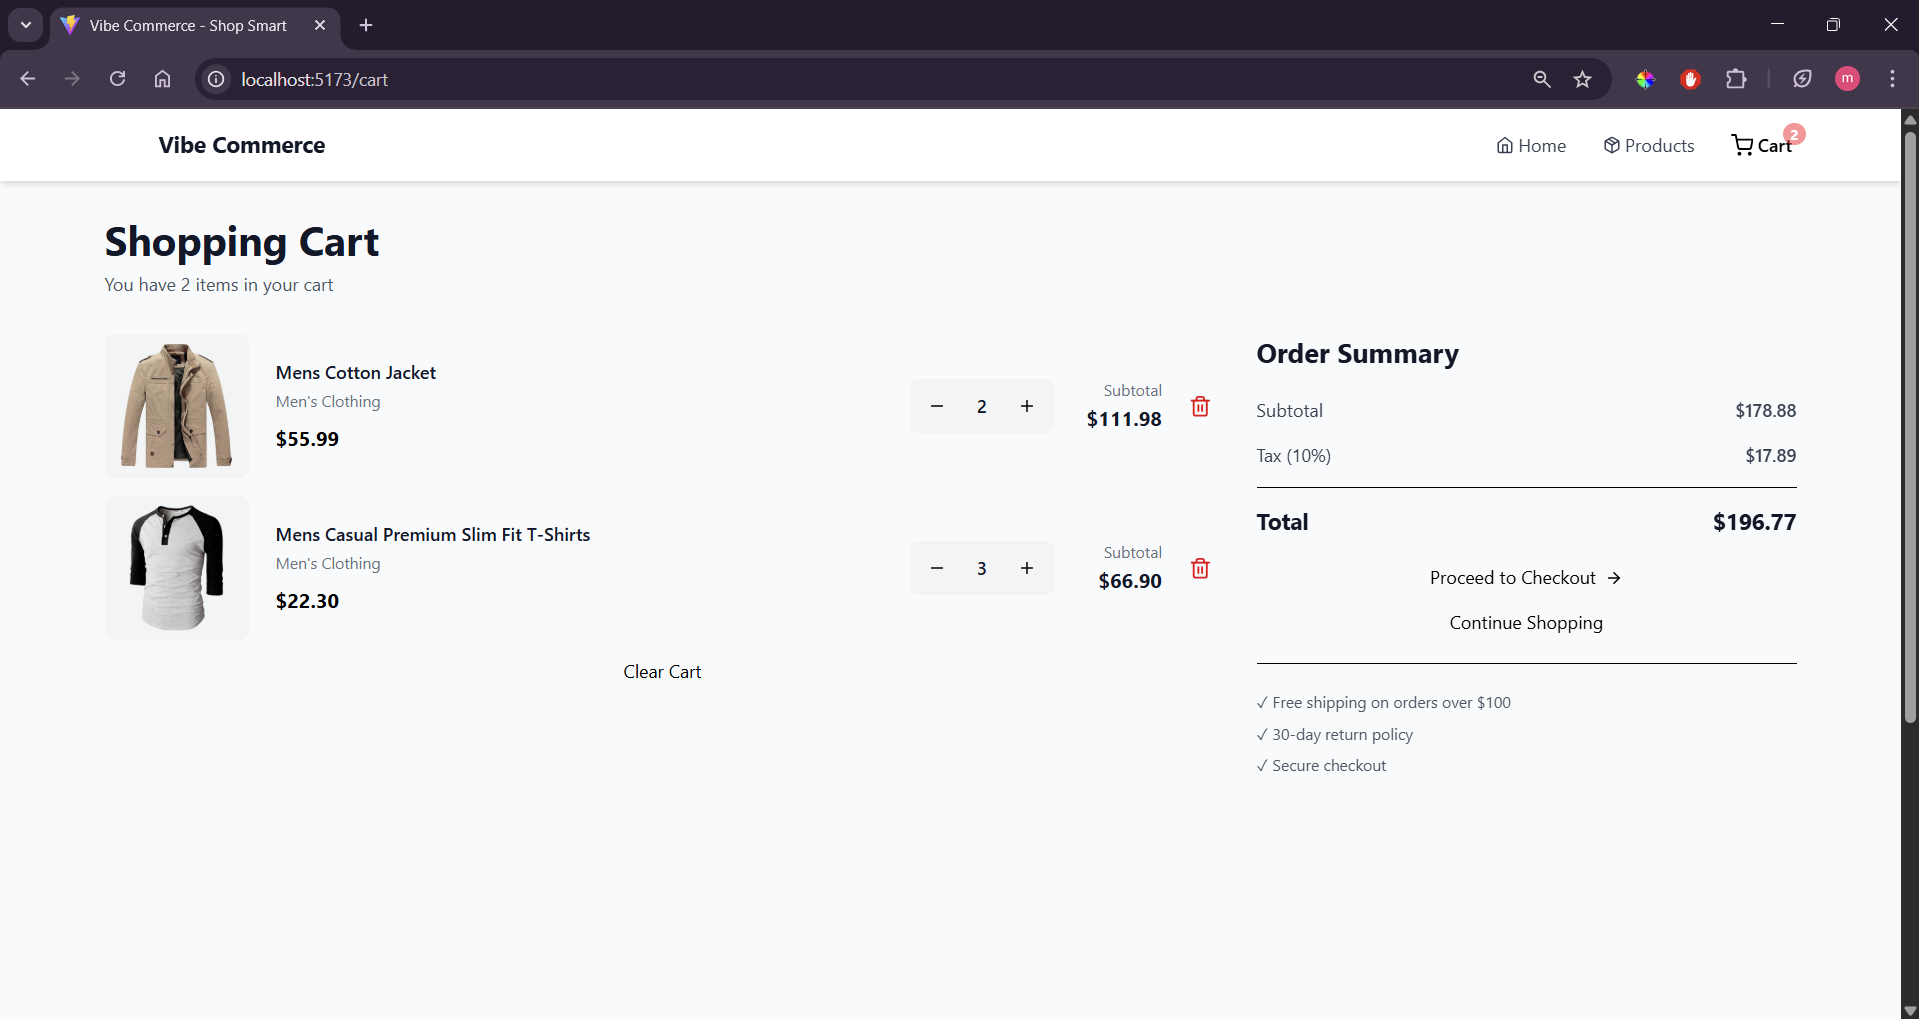 Vibe Commerce - Shop Smart
localhost:5173/cart
m
Vibe Commerce
Home
Products
Cart
2
Shopping Cart
You have 2 items in your cart
Mens Cotton Jacket
Men's Clothing
$55.99
2
Subtotal
$111.98
Mens Casual Premium Slim Fit T-Shirts
Men's Clothing
$22.30
3
Subtotal
$66.90
Clear Cart
Order Summary
Subtotal $178.88
Tax (10%) $17.89
Total $196.77
Proceed to Checkout →
Continue Shopping
✓ Free shipping on orders over $100
✓ 30-day return policy
✓ Secure checkout